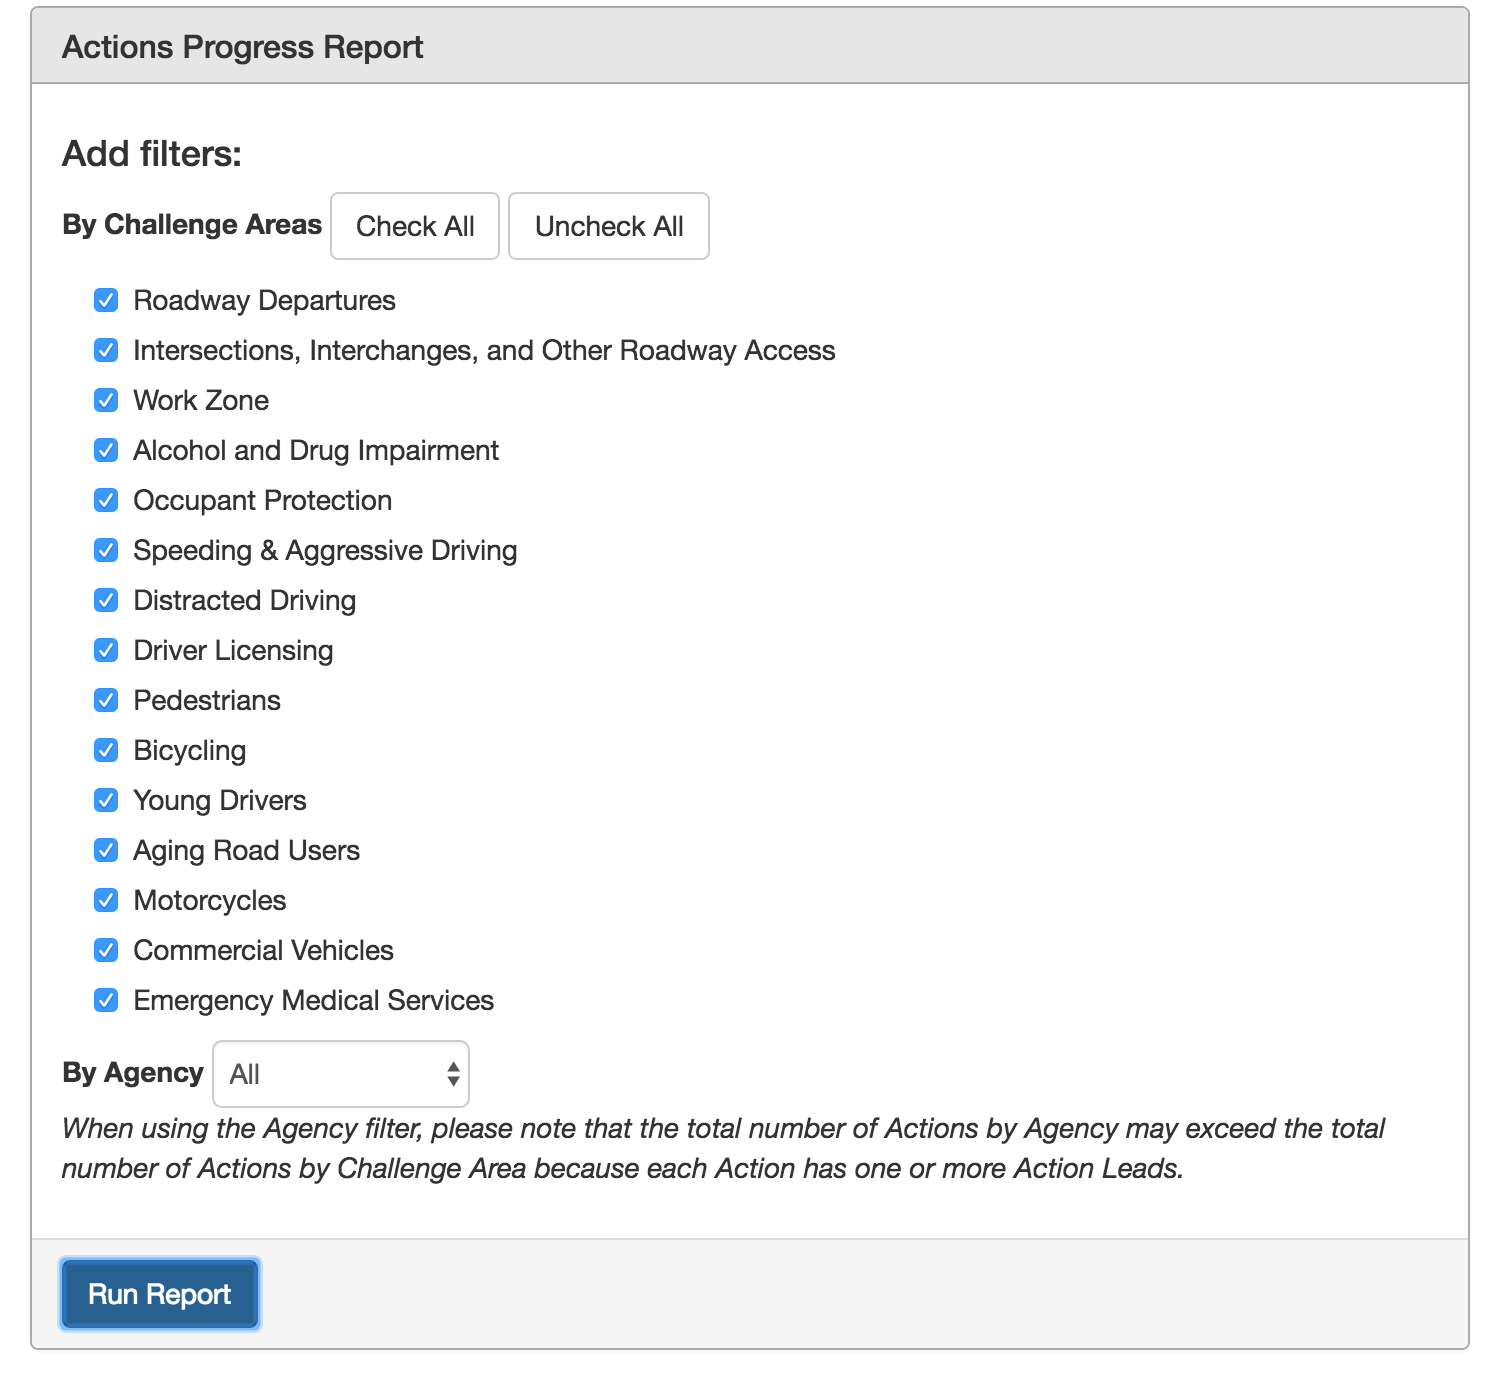 Actions Progress Report
Add filters:
By Challenge Areas Check All Uncheck All
Roadway Departures
Intersections, Interchanges, and Other Roadway Access
Work Zone
Alcohol and Drug Impairment
Occupant Protection
Speeding & Aggressive Driving
Distracted Driving
Driver Licensing
Pedestrians
Bicycling
Young Drivers
Aging Road Users
Motorcycles
Commercial Vehicles
Emergency Medical Services
By Agency All
When using the Agency filter, please note that the total number of Actions by Agency may exceed the total
number of Actions by Challenge Area because each Action has one or more Action Leads.
Run Report